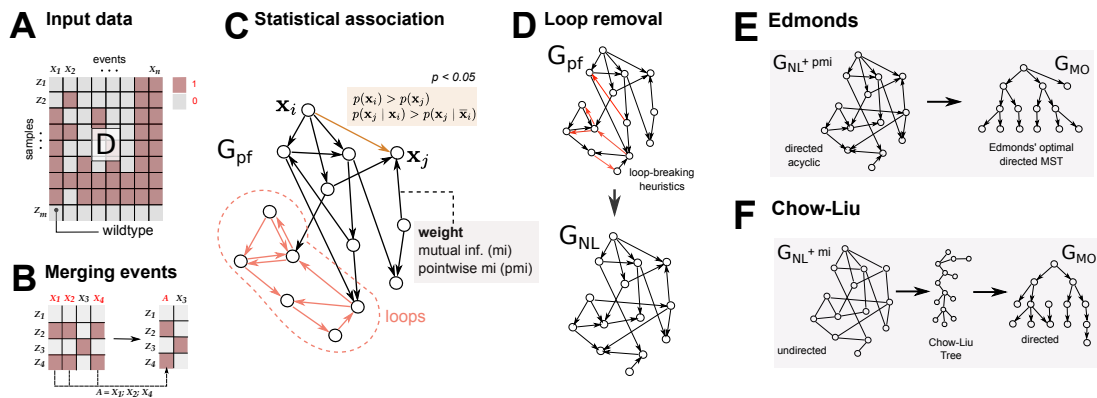 A Input data
events
X1 X2 · · · Xn
Z1
Z2
samples
D
Zm
wildtype
1
0
B Merging events
X1 X2 X3 X4
A X3
Z1
Z2
Z3
Z4
Z1
Z2
Z3
Z4
A = X1; X2; X4
C Statistical association
p < 0.05
p(xi) > p(xj)
p(xj | xi) > p(xj | x̅i)
xi
xj
Gpf
weight
mutual inf. (mi)
pointwise mi (pmi)
loops
D Loop removal
Gpf
loop-breaking
heuristics
GNL
E Edmonds
GNL+ pmi
GMO
directed
acyclic
Edmonds' optimal
directed MST
F Chow-Liu
GNL+ mi
GMO
undirected
Chow-Liu
Tree
directed